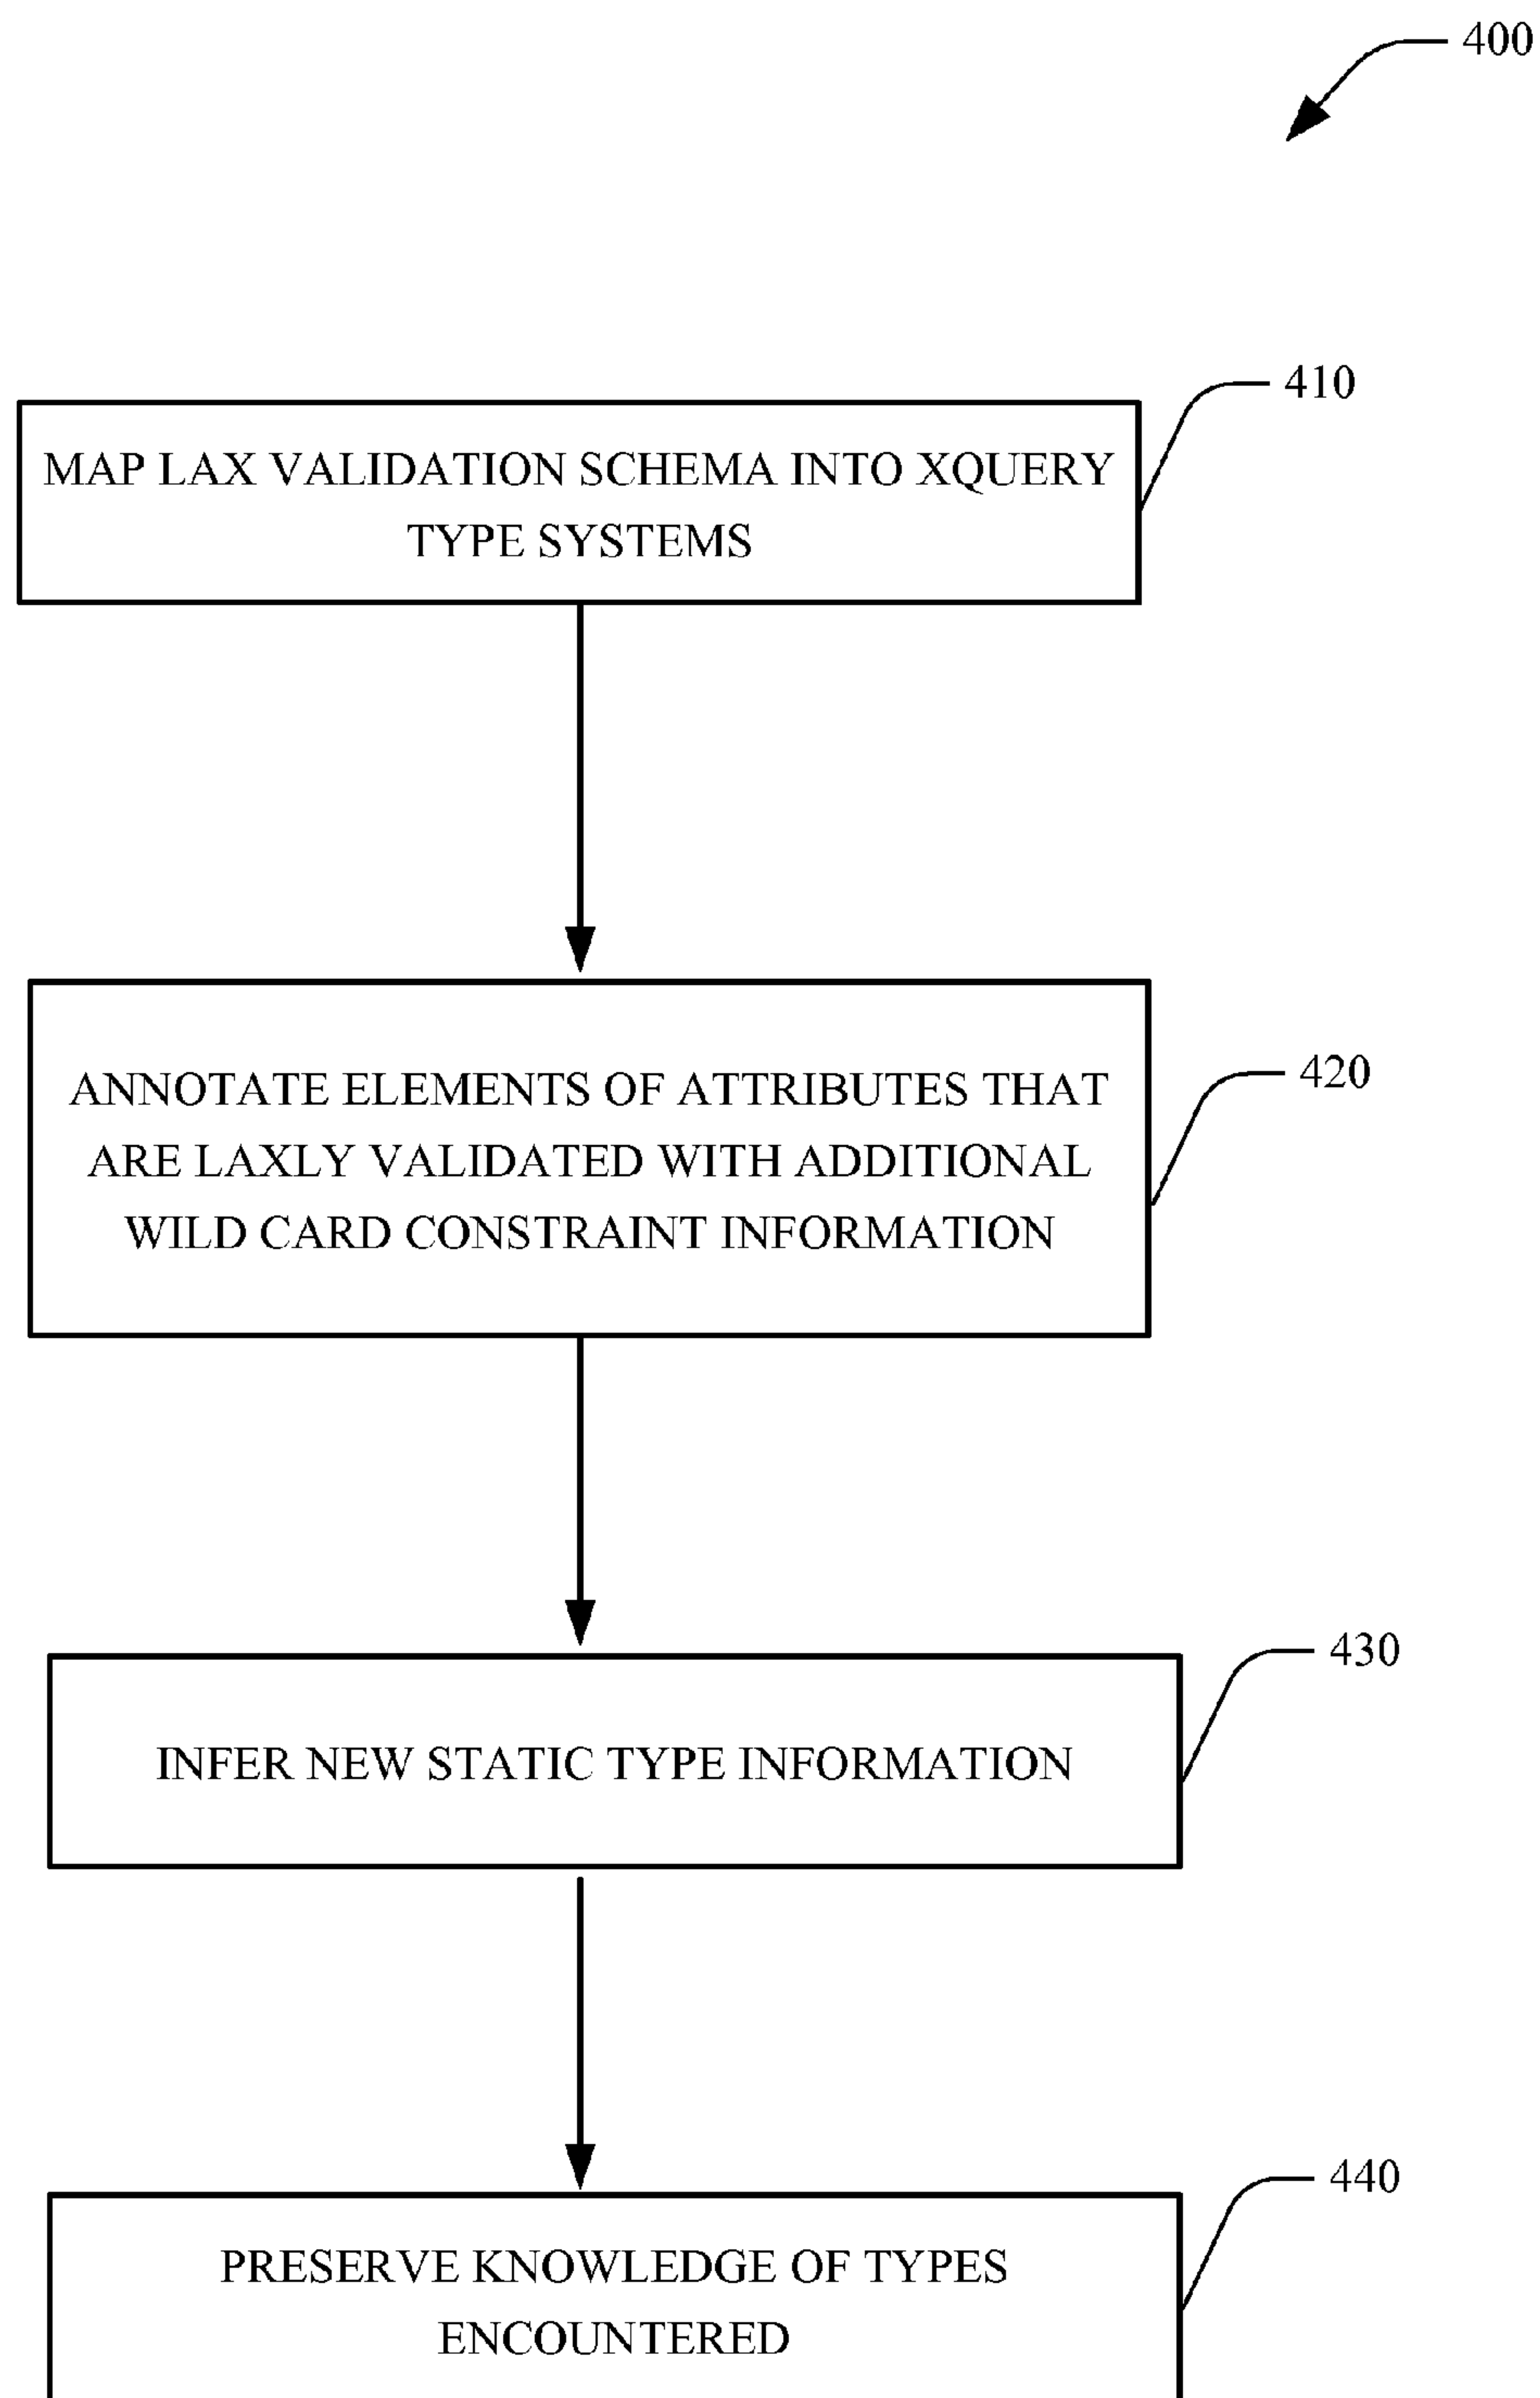 400
410
MAP LAX VALIDATION SCHEMA INTO XQUERY
TYPE SYSTEMS
420
ANNOTATE ELEMENTS OF ATTRIBUTES THAT
ARE LAXLY VALIDATED WITH ADDITIONAL
WILD CARD CONSTRAINT INFORMATION
430
INFER NEW STATIC TYPE INFORMATION
440
PRESERVE KNOWLEDGE OF TYPES
ENCOUNTERED